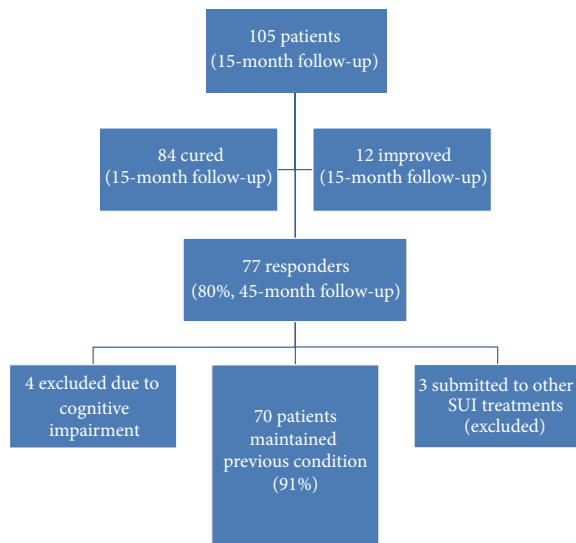 105 patients
(15-month follow-up)
84 cured
(15-month follow-up)
12 improved
(15-month follow-up)
77 responders
(80%, 45-month follow-up)
4 excluded due to
cognitive
impairment
70 patients
maintained
previous condition
(91%)
3 submitted to other
SUI treatments
(excluded)